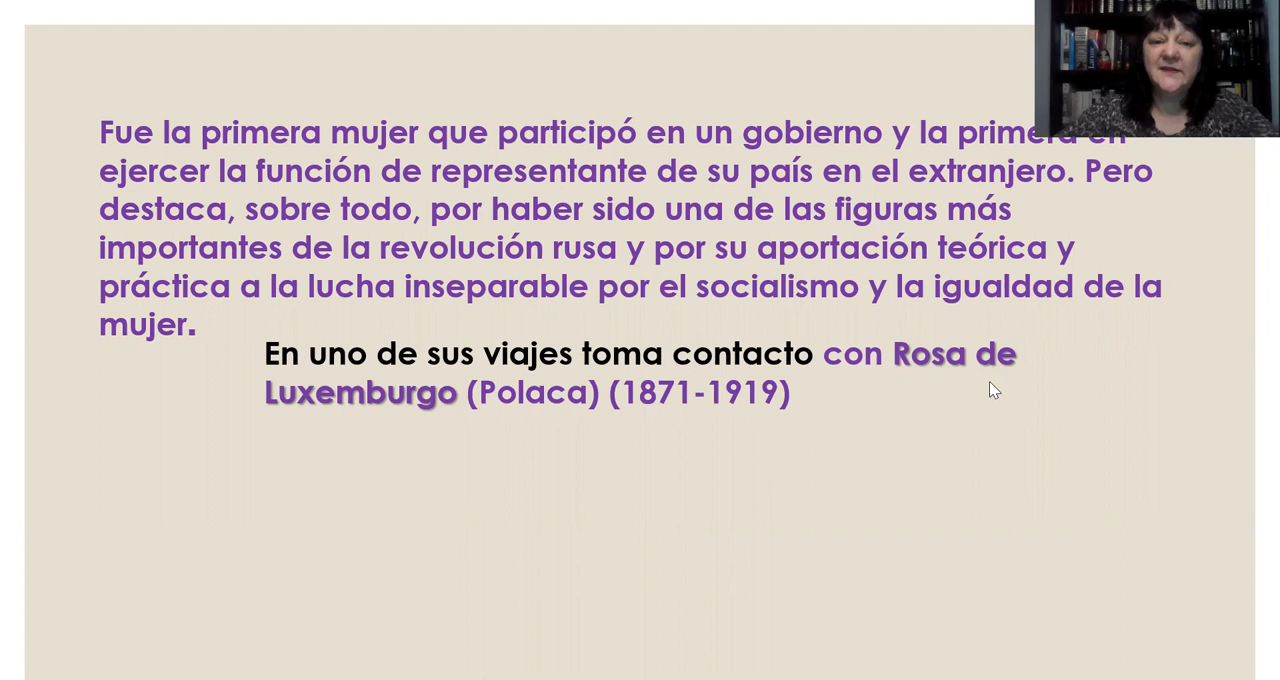 Fue la primera mujer que participó en un gobierno y la primera en
ejercer la función de representante de su país en el extranjero. Pero
destaca, sobre todo, por haber sido una de las figuras más
importantes de la revolución rusa y por su aportación teórica y
práctica a la lucha inseparable por el socialismo y la igualdad de la
mujer.
En uno de sus viajes toma contacto con Rosa de
Luxemburgo (Polaca) (1871-1919)